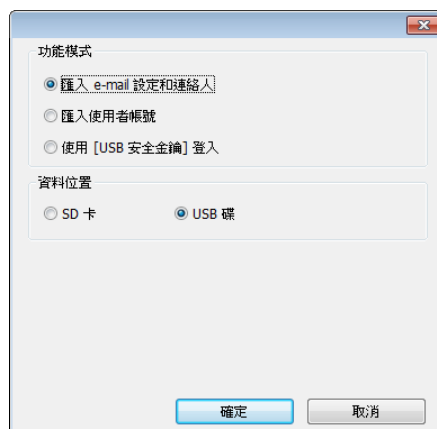 功能模式
匯入 e-mail 設定和連絡人
匯入使用者帳號
使用 [USB 安全金鑰] 登入
資料位置
SD 卡 USB 碟
確定 取消